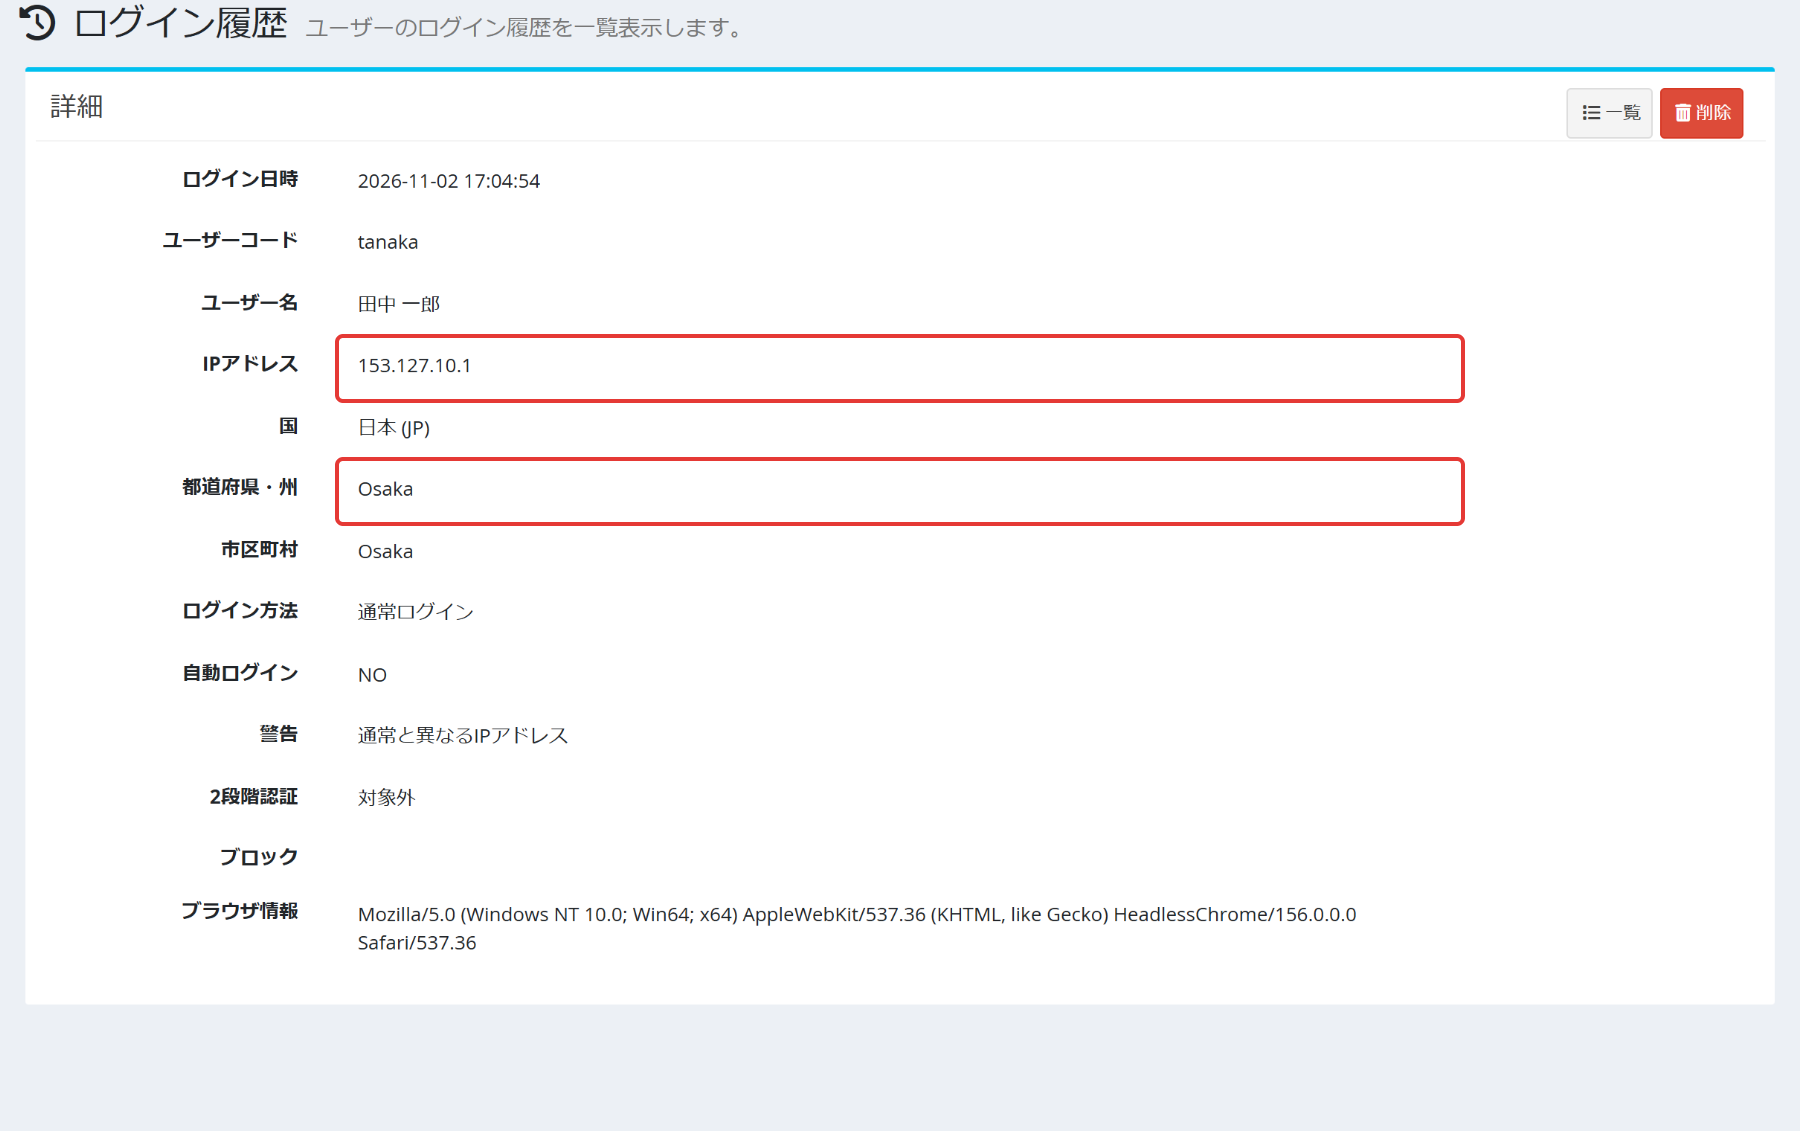 ログイン履歴 ユーザーのログイン履歴を一覧表示します。
詳細
一覧 削除
ログイン日時 2026-11-02 17:04:54
ユーザーコード tanaka
ユーザー名 田中 一郎
IPアドレス 153.127.10.1
国 日本 (JP)
都道府県・州 Osaka
市区町村 Osaka
ログイン方法 通常ログイン
自動ログイン NO
警告 通常と異なるIPアドレス
2段階認証 対象外
ブロック
ブラウザ情報 Mozilla/5.0 (Windows NT 10.0; Win64; x64) AppleWebKit/537.36 (KHTML, like Gecko) HeadlessChrome/156.0.0.0
Safari/537.36